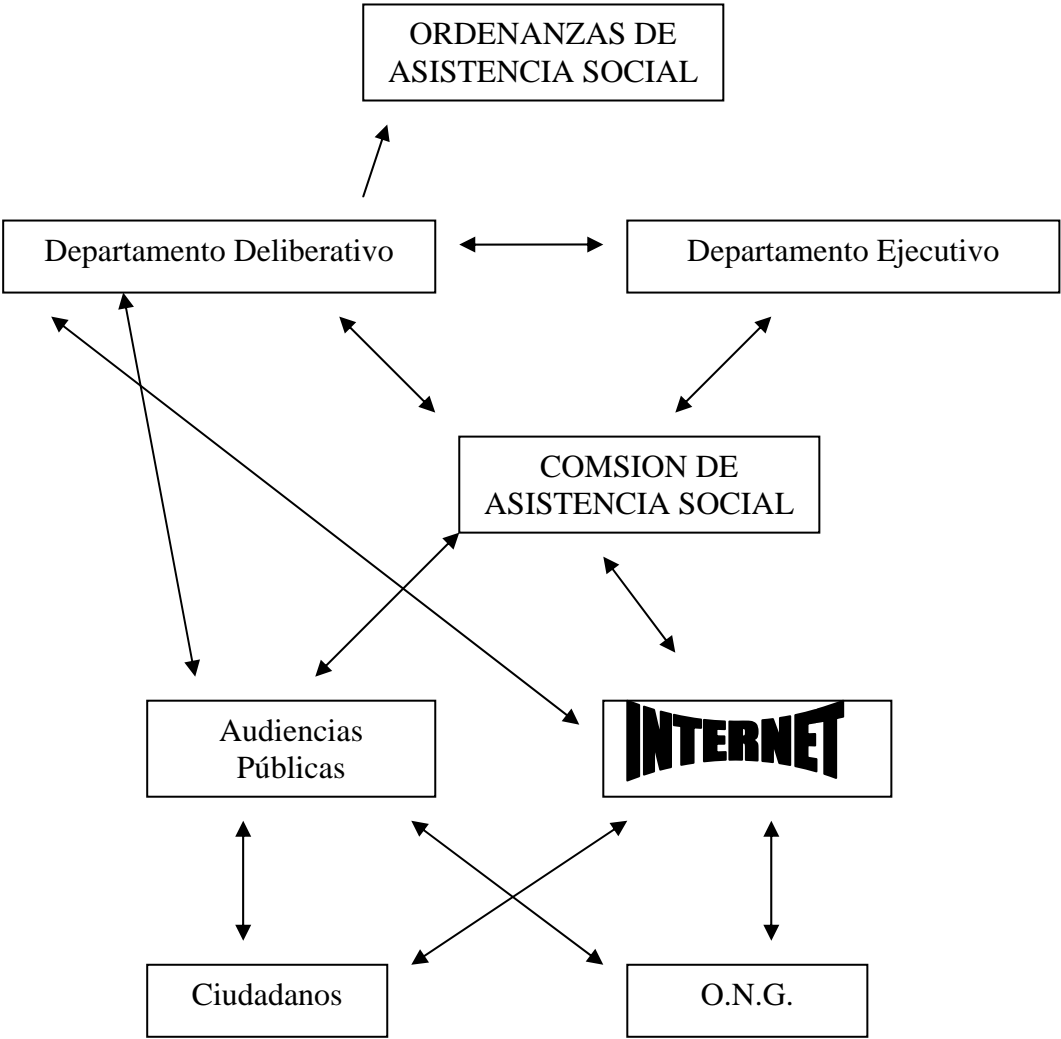 ORDENANZAS DE
ASISTENCIA SOCIAL
Departamento Deliberativo
Departamento Ejecutivo
COMSION DE
ASISTENCIA SOCIAL
Audiencias
Públicas
INTERNET
Ciudadanos
O.N.G.